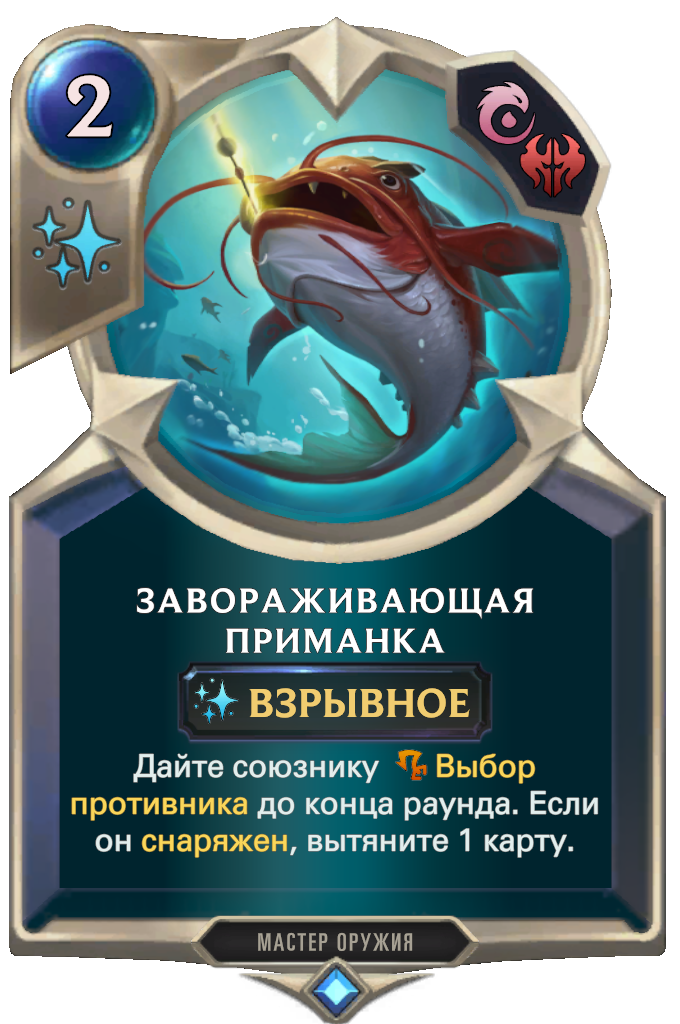 2
ЗАВОРАЖИВАЮЩАЯ
ПРИМАНКА
ВЗРЫВНОЕ
Дайте союзнику Выбор
противника до конца раунда. Если
он снаряжен, вытяните 1 карту.
МАСТЕР ОРУЖИЯ